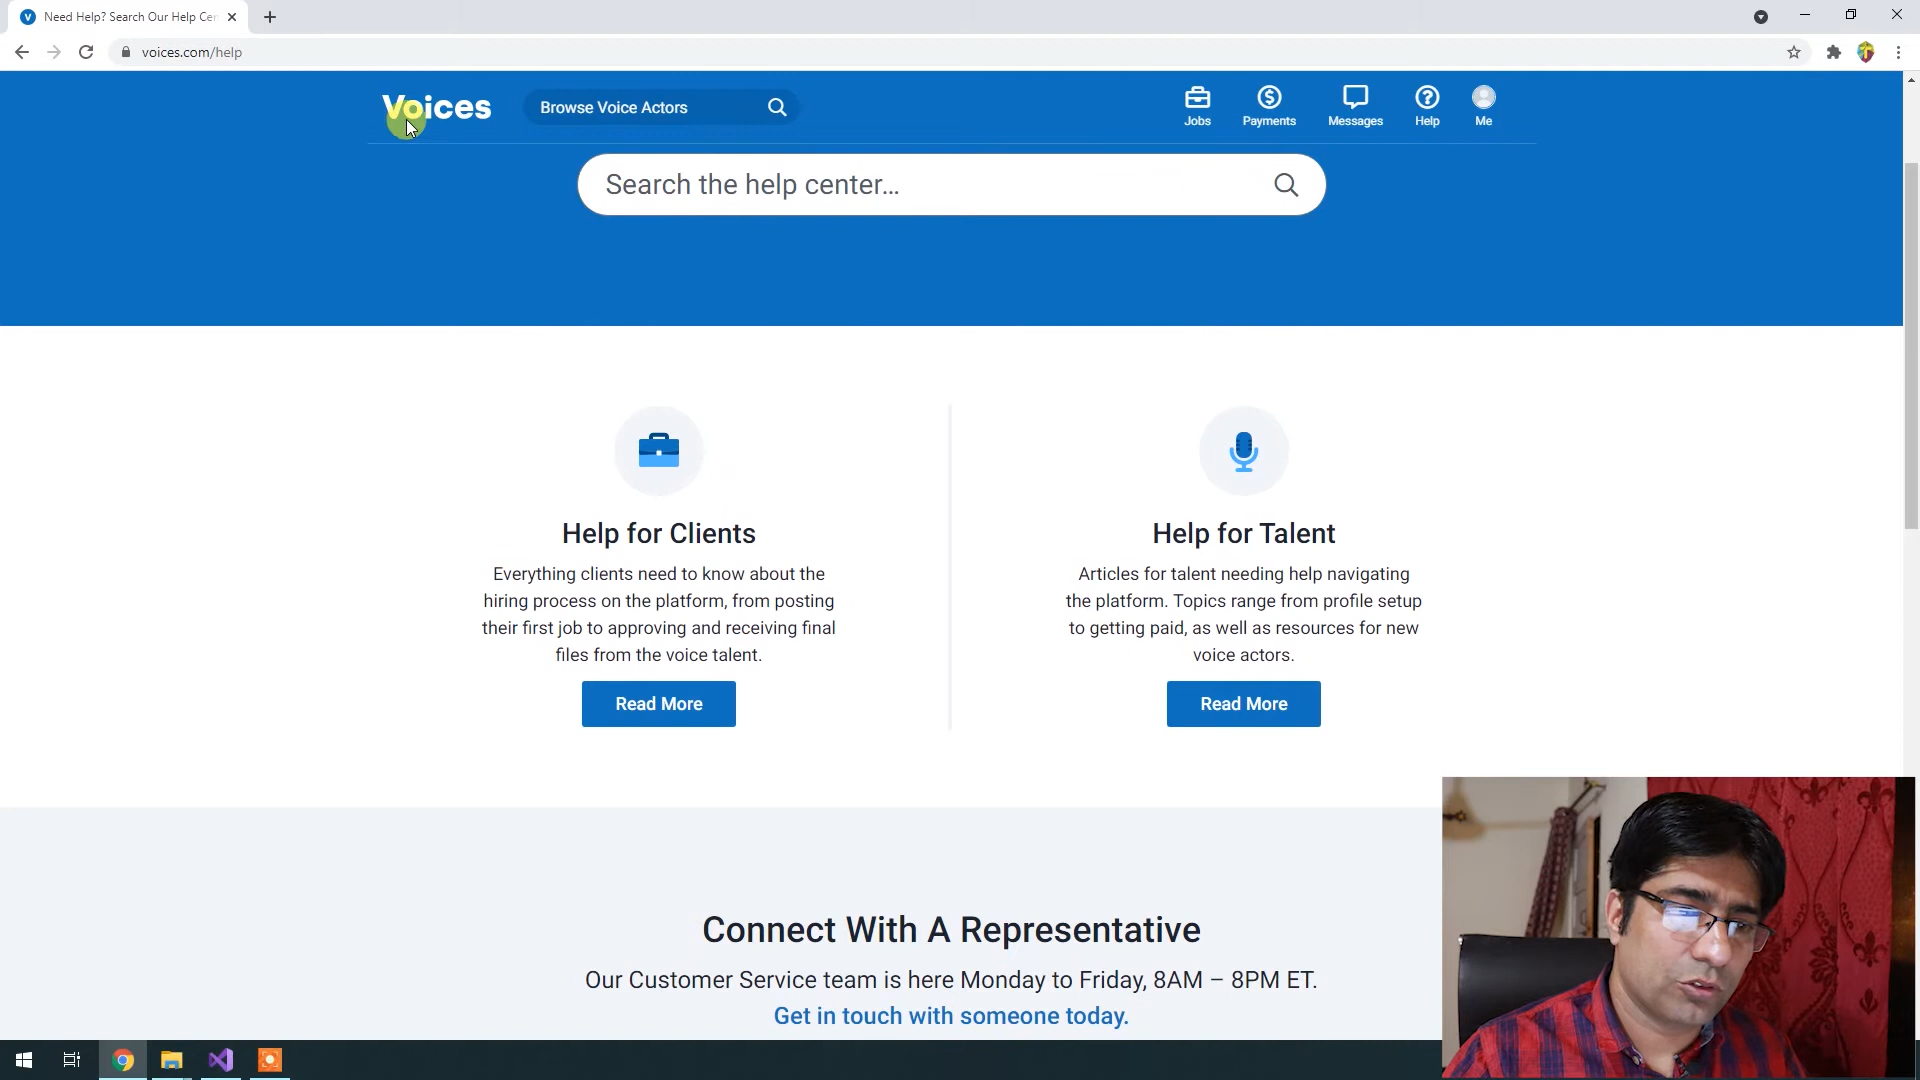 Need Help? Search Our Help Cen
voices.com/help
Voices
Browse Voice Actors
Jobs
Payments
Messages
Help
Me
Search the help center...
Help for Clients
Everything clients need to know about the
hiring process on the platform, from posting
their first job to approving and receiving final
files from the voice talent.
Read More
Help for Talent
Articles for talent needing help navigating
the platform. Topics range from profile setup
to getting paid, as well as resources for new
voice actors.
Read More
Connect With A Representative
Our Customer Service team is here Monday to Friday, 8AM – 8PM ET.
Get in touch with someone today.